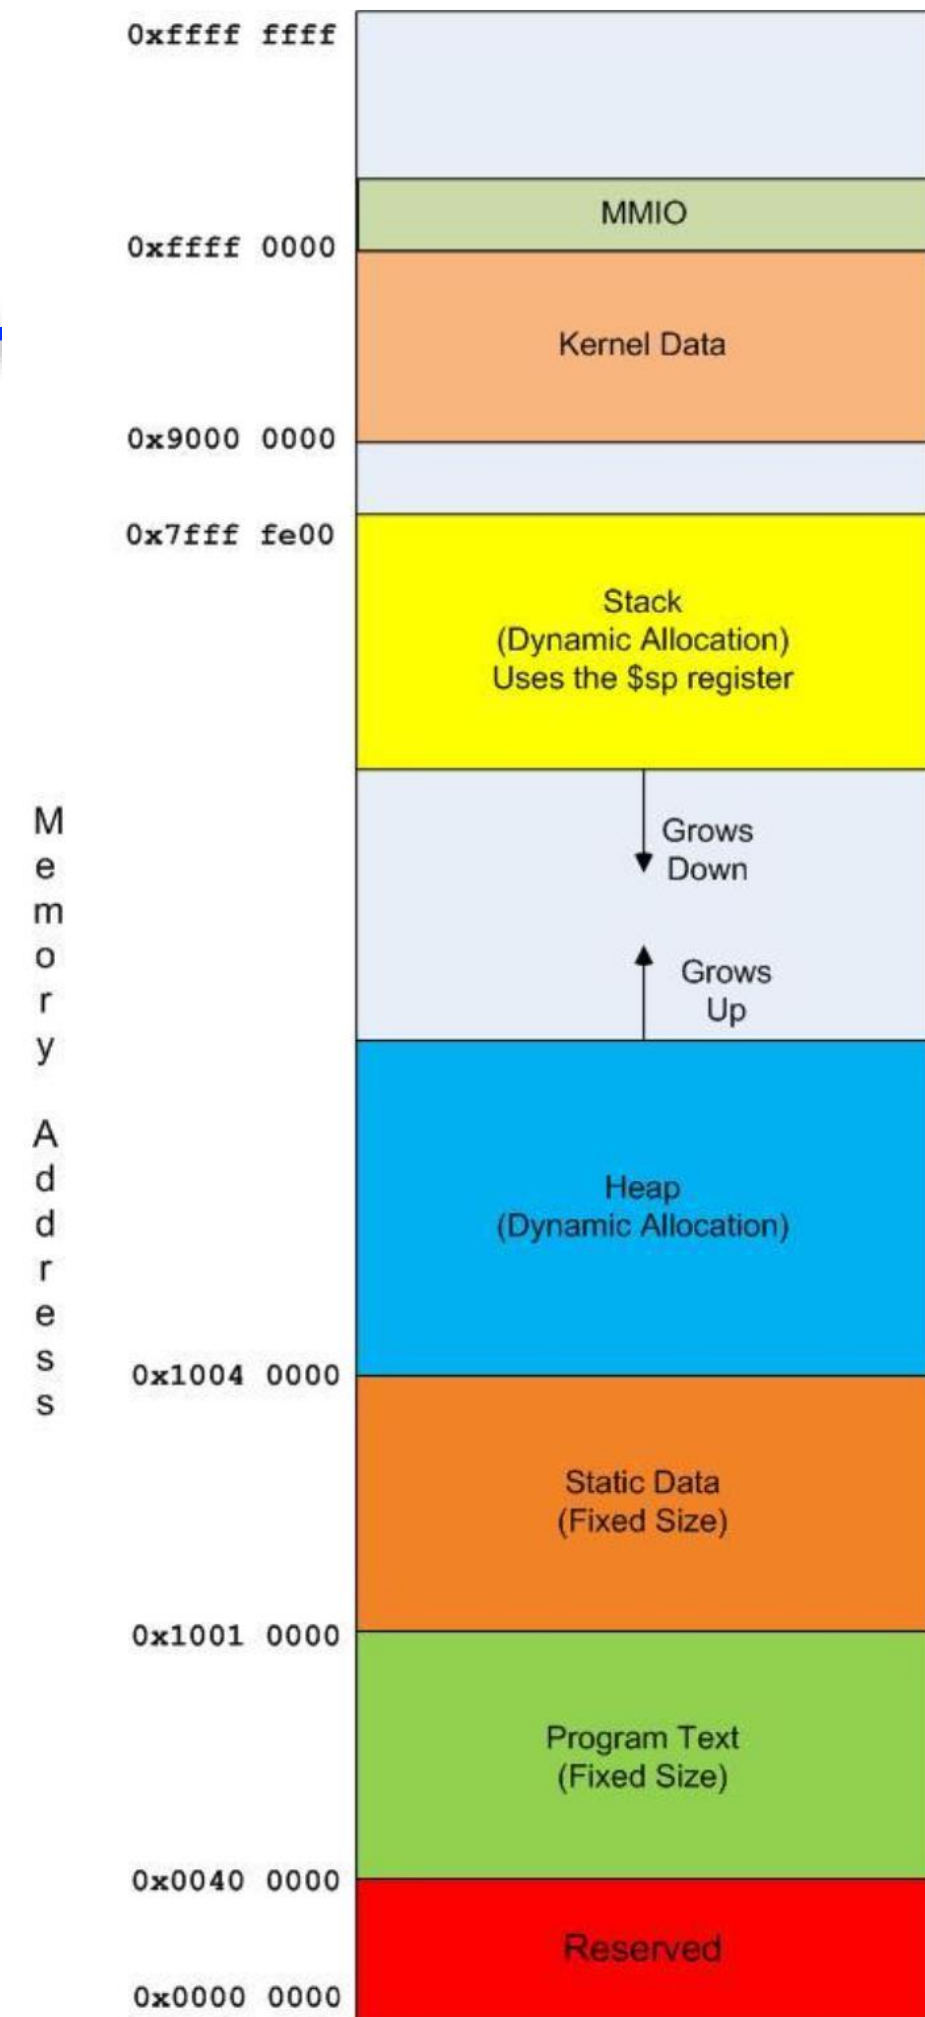 0xffff ffff
MMIO
0xffff 0000
Kernel Data
0x9000 0000
0x7fff fe00
Stack
(Dynamic Allocation)
Uses the $sp register
Grows
Down
Grows
Up
Memory Address
Heap
(Dynamic Allocation)
0x1004 0000
Static Data
(Fixed Size)
0x1001 0000
Program Text
(Fixed Size)
0x0040 0000
Reserved
0x0000 0000